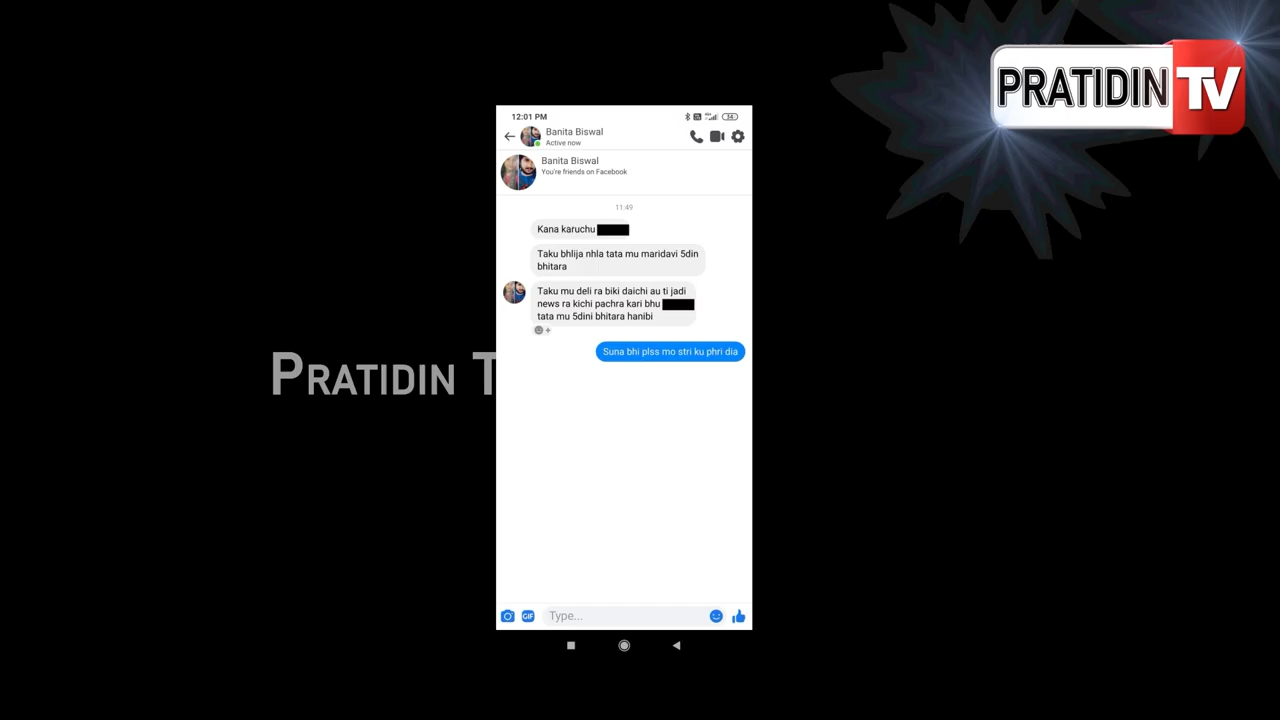 PRATIDIN TV
12:01 PM
54
Banita Biswal
Active now
Banita Biswal
You're friends on Facebook
11:49
Kana karuchu
Taku bhlija nhla tata mu maridavi 5din
bhitara
Taku mu deli ra biki daichi au ti jadi
news ra kichi pachra kari bhu
tata mu 5dini bhitara hanibi
Suna bhi plss mo stri ku phri dia
PRATIDIN T
GIF
Type...